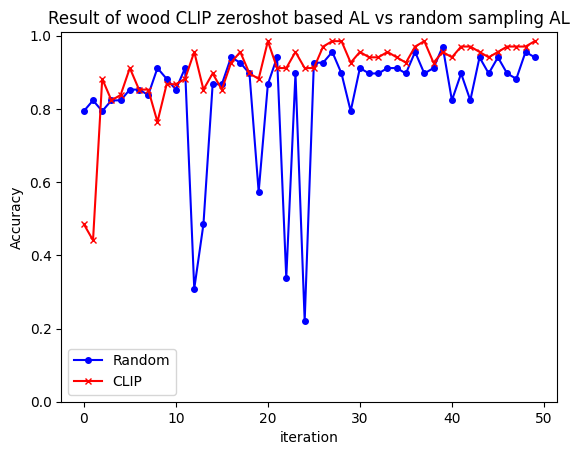 Result of wood CLIP zeroshot based AL vs random sampling AL
1.0
0.8
0.6
0.4
0.2
0.0
Accuracy
Random
CLIP
0 10 20 30 40 50
iteration